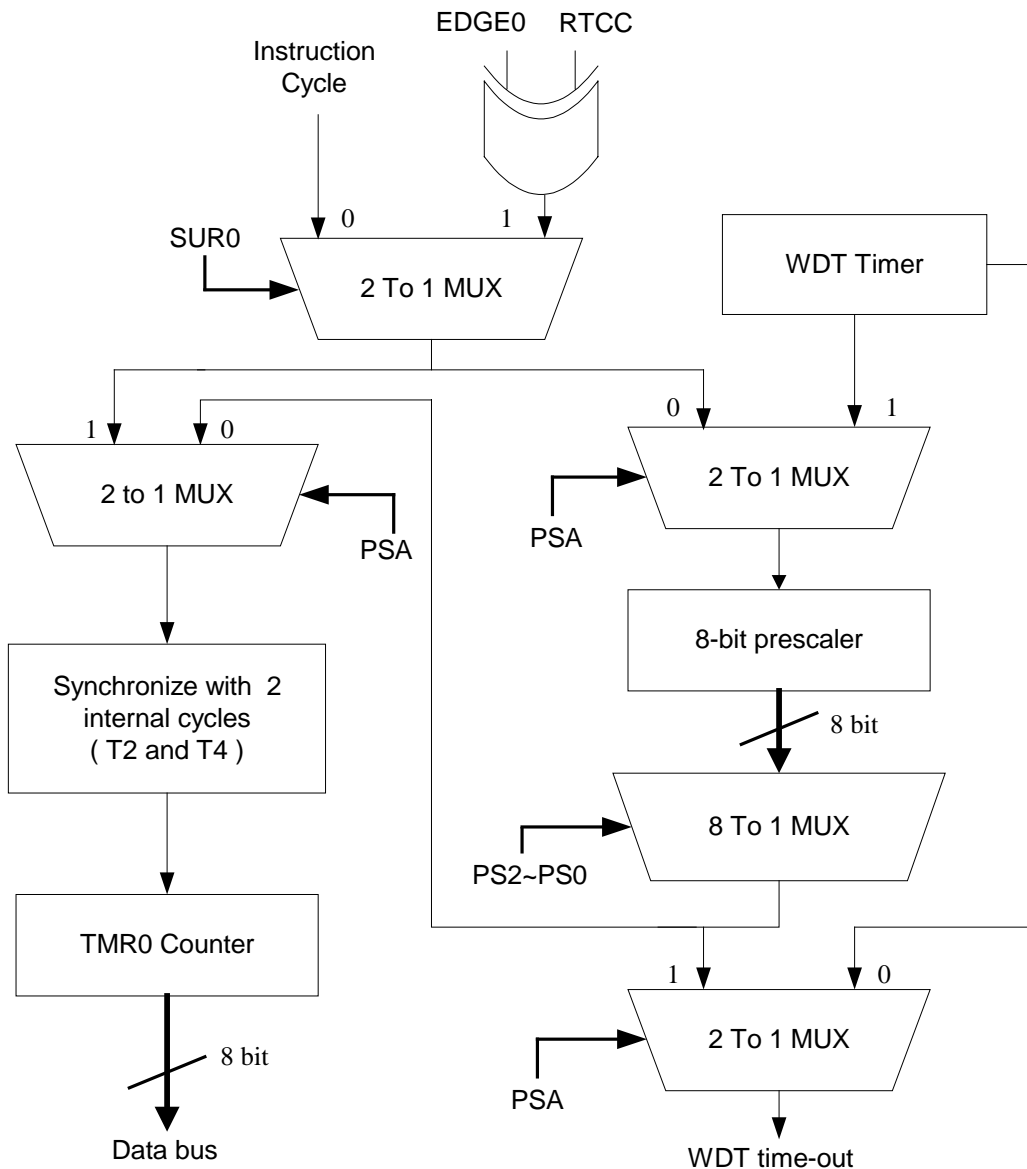 EDGE0 RTCC
Instruction
Cycle
0
1
SUR0
2 To 1 MUX
WDT Timer
1
0
0
1
2 to 1 MUX
2 To 1 MUX
PSA
PSA
8-bit prescaler
Synchronize with 2
internal cycles
( T2 and T4 )
8 bit
8 To 1 MUX
PS2~PS0
TMR0 Counter
1
0
2 To 1 MUX
8 bit
PSA
Data bus
WDT time-out